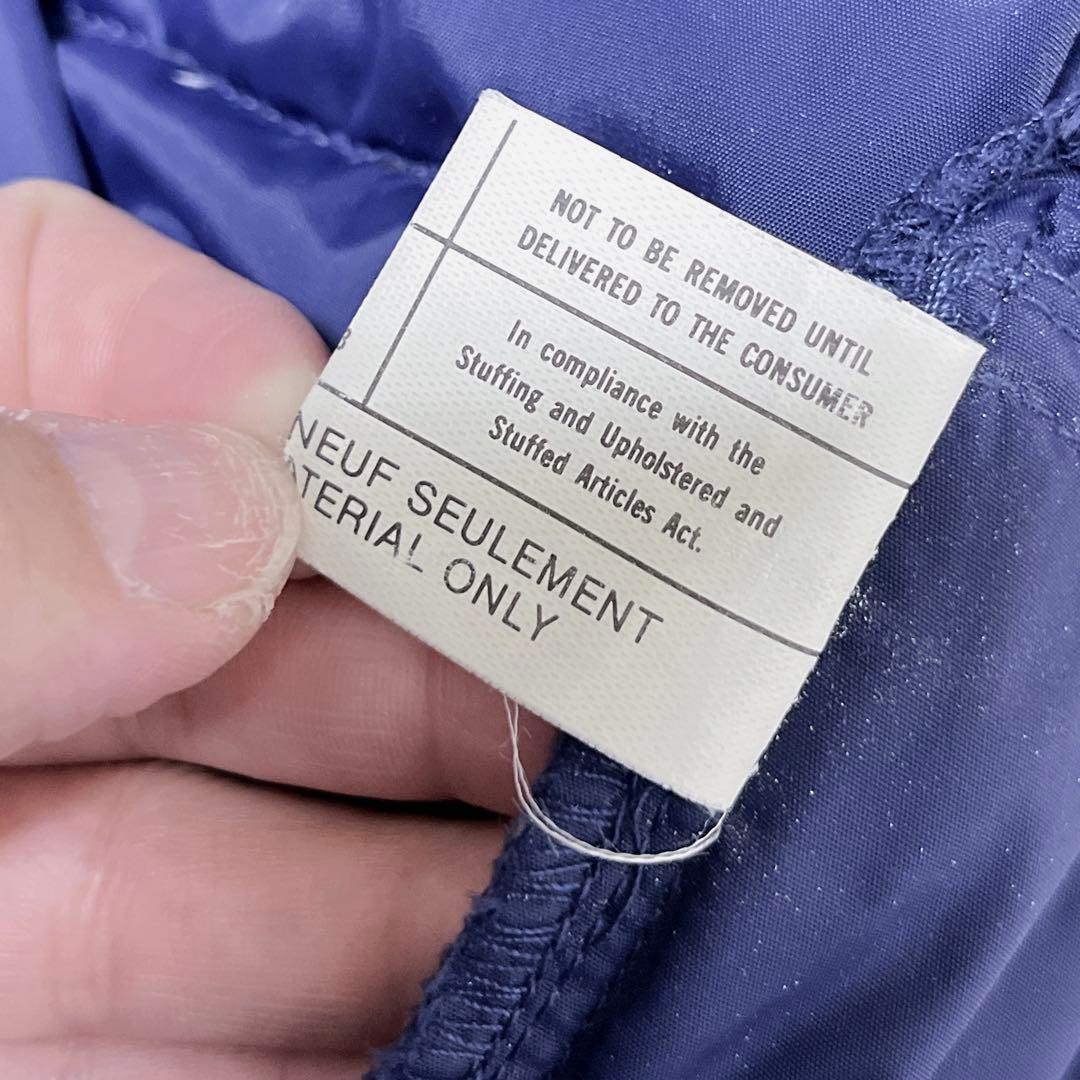 NOT TO BE REMOVED UNTIL
DELIVERED TO THE CONSUMER
In compliance with the
Stuffing and Upholstered and
Stuffed Articles Act.
NEUF SEULEMENT
TERIAL ONLY